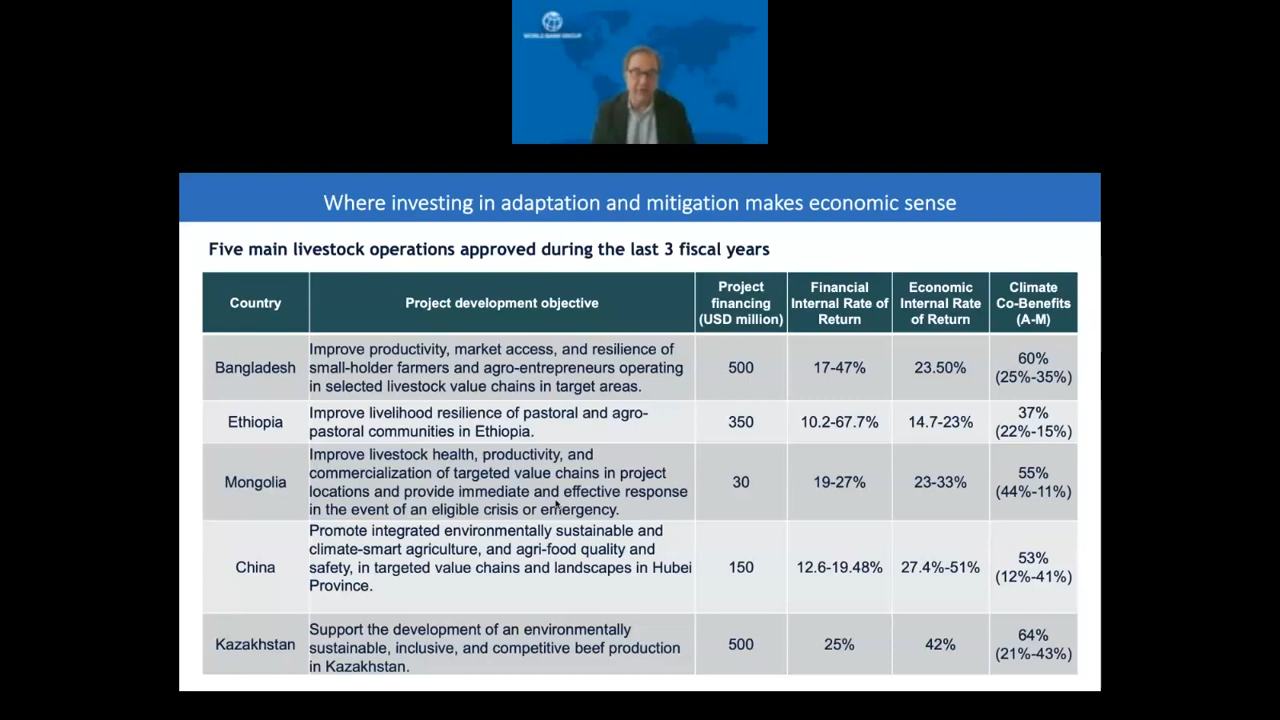 WORLD BANK GROUP
Where investing in adaptation and mitigation makes economic sense
Five main livestock operations approved during the last 3 fiscal years
Country
Project development objective
Project
financing
(USD million)
Financial
Internal Rate of
Return
Economic
Internal Rate
of Return
Climate
Co-Benefits
(A-M)
Bangladesh
Improve productivity, market access, and resilience of
small-holder farmers and agro-entrepreneurs operating
in selected livestock value chains in target areas.
500
17-47%
23.50%
60%
(25%-35%)
Ethiopia
Improve livelihood resilience of pastoral and agro-
pastoral communities in Ethiopia.
350
10.2-67.7%
14.7-23%
37%
(22%-15%)
Mongolia
Improve livestock health, productivity, and
commercialization of targeted value chains in project
locations and provide immediate and effective response
in the event of an eligible crisis or emergency.
30
19-27%
23-33%
55%
(44%-11%)
China
Promote integrated environmentally sustainable and
climate-smart agriculture, and agri-food quality and
safety, in targeted value chains and landscapes in Hubei
Province.
150
12.6-19.48%
27.4%-51%
53%
(12%-41%)
Kazakhstan
Support the development of an environmentally
sustainable, inclusive, and competitive beef production
in Kazakhstan.
500
25%
42%
64%
(21%-43%)